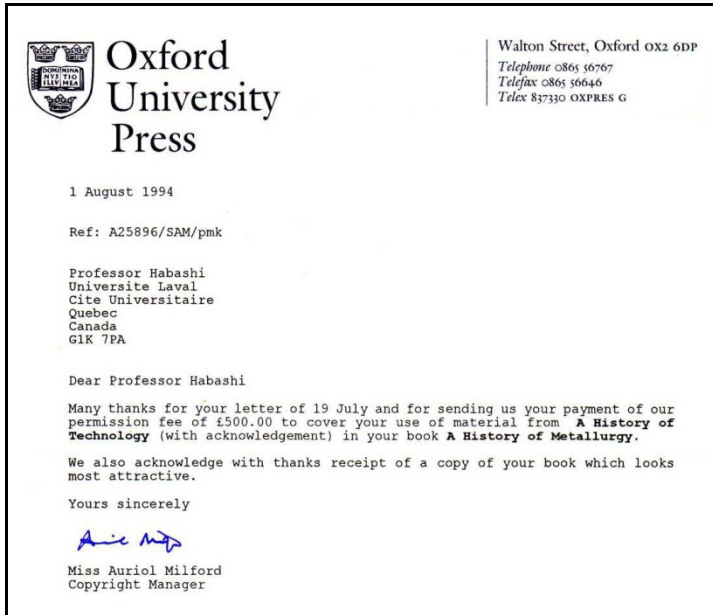 Oxford
University
Press
DOMINVS
NVS TIO
ILLV MEA
Walton Street, Oxford OX2 6DP
Telephone 0865 56767
Telefax 0865 56646
Telex 837330 OXPRES G
1 August 1994
Ref: A25896/SAM/pmk
Professor Habashi
Universite Laval
Cite Universitaire
Quebec
Canada
G1K 7PA
Dear Professor Habashi
Many thanks for your letter of 19 July and for sending us your payment of our
permission fee of £500.00 to cover your use of material from A History of
Technology (with acknowledgement) in your book A History of Metallurgy.
We also acknowledge with thanks receipt of a copy of your book which looks
most attractive.
Yours sincerely
Miss Auriol Milford
Copyright Manager